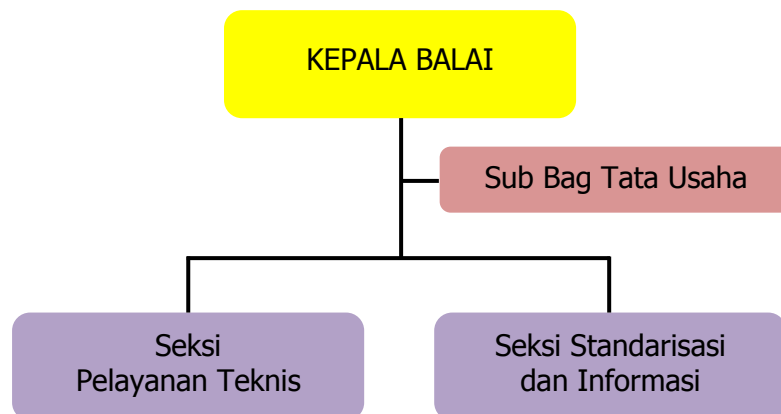 KEPALA BALAI
Sub Bag Tata Usaha
Seksi
Pelayanan Teknis
Seksi Standarisasi
dan Informasi